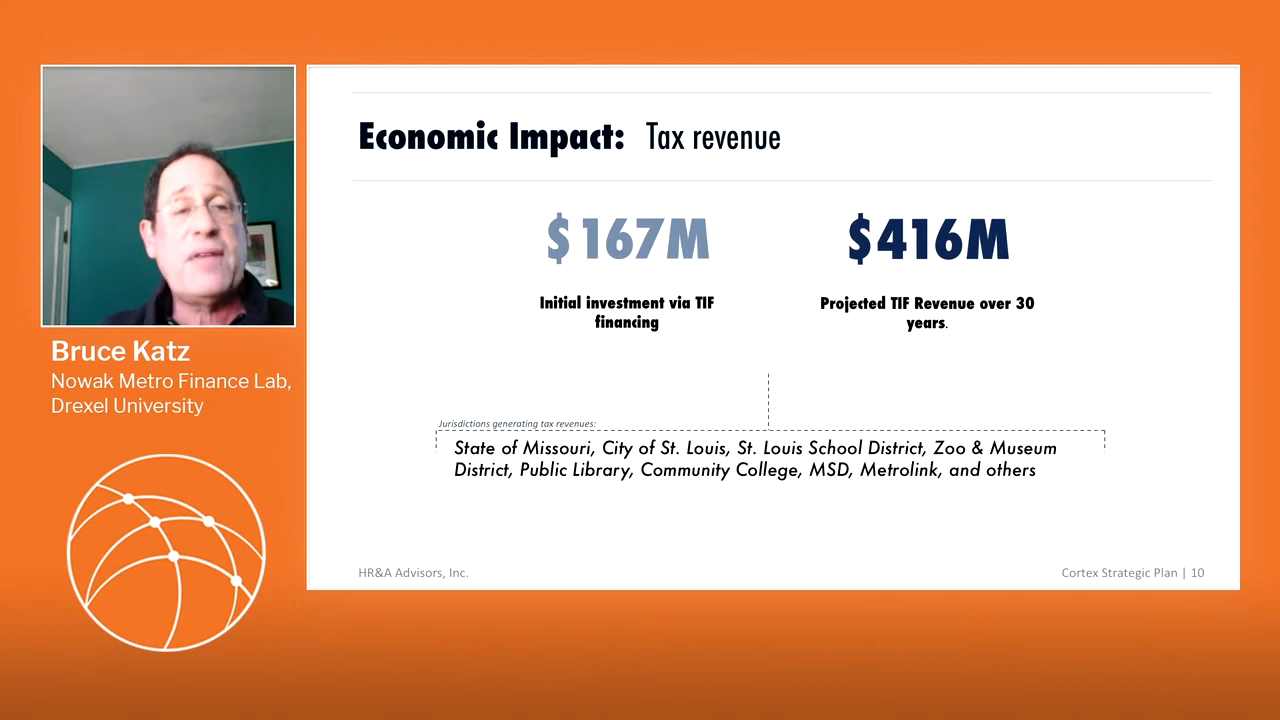 Economic Impact: Tax revenue
$167M
$416M
Initial investment via TIF
financing
Projected TIF Revenue over 30
years.
Jurisdictions generating tax revenues:
State of Missouri, City of St. Louis, St. Louis School District, Zoo & Museum
District, Public Library, Community College, MSD, Metrolink, and others
HR&A Advisors, Inc.
Cortex Strategic Plan | 10
Bruce Katz
Nowak Metro Finance Lab,
Drexel University